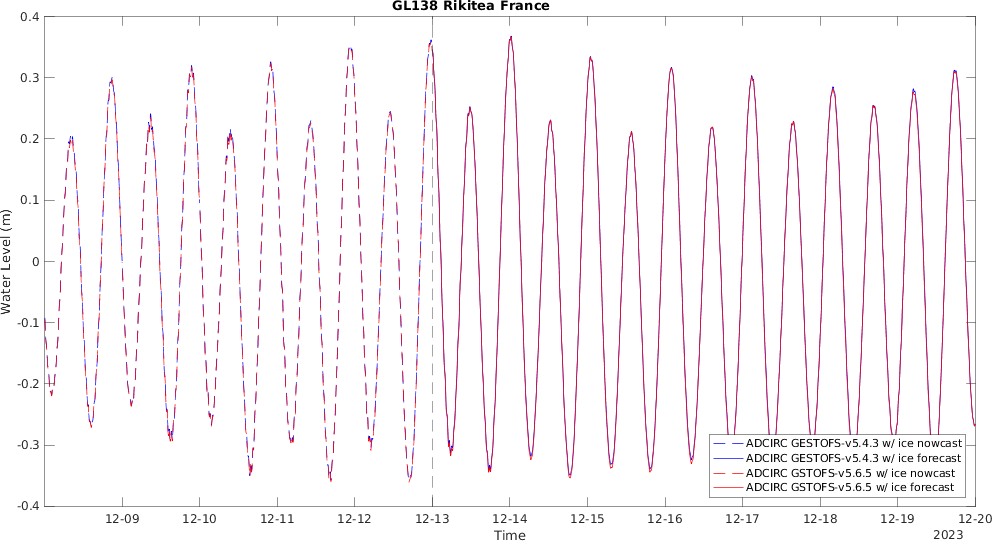 GL138 Rikitea France
0.4
0.3
0.2
0.1
0
-0.1
-0.2
-0.3
-0.4
Water Level (m)
ADCIRC GESTOFS-v5.4.3 w/ ice nowcast
ADCIRC GESTOFS-v5.4.3 w/ ice forecast
ADCIRC GSTOFS-v5.6.5 w/ ice nowcast
ADCIRC GSTOFS-v5.6.5 w/ ice forecast
12-09 12-10 12-11 12-12 12-13 12-14 12-15 12-16 12-17 12-18 12-19 12-20
Time
2023